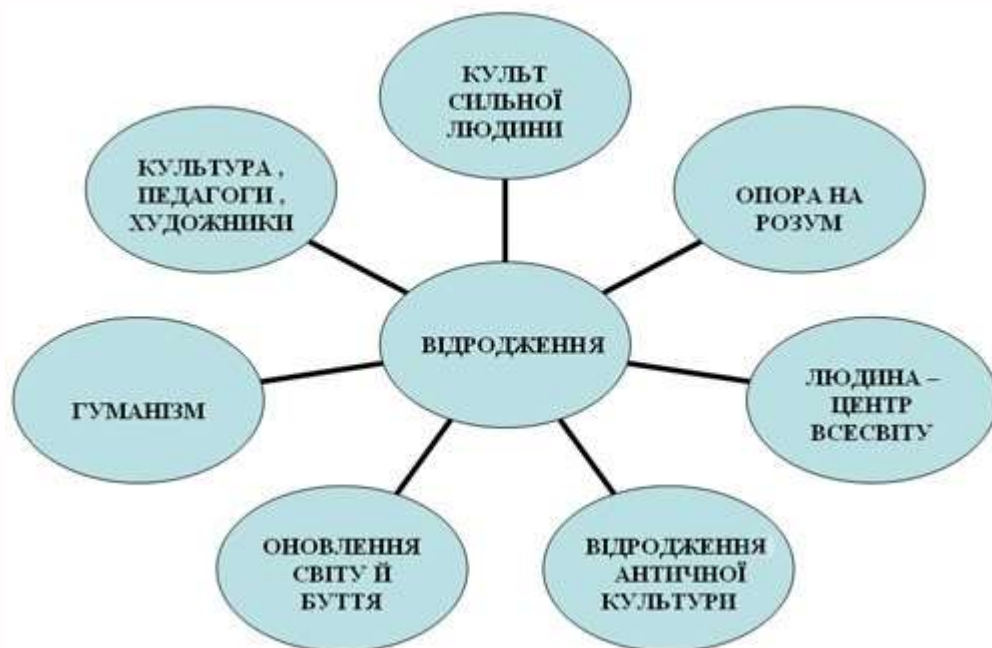 КУЛЬТ
СИЛЬНОЇ
ЛЮДИНИ
КУЛЬТУРА ,
ПЕДАГОГИ ,
ХУДОЖНИКИ
ОПОРА НА
РОЗУМ
ВІДРОДЖЕННЯ
ГУМАНІЗМ
ЛЮДИНА –
ЦЕНТР
ВСЕСВІТУ
ОНОВЛЕННЯ
СВІТУ Й
БУТТЯ
ВІДРОДЖЕННЯ
АНТИЧНОЇ
КУЛЬТУРИ